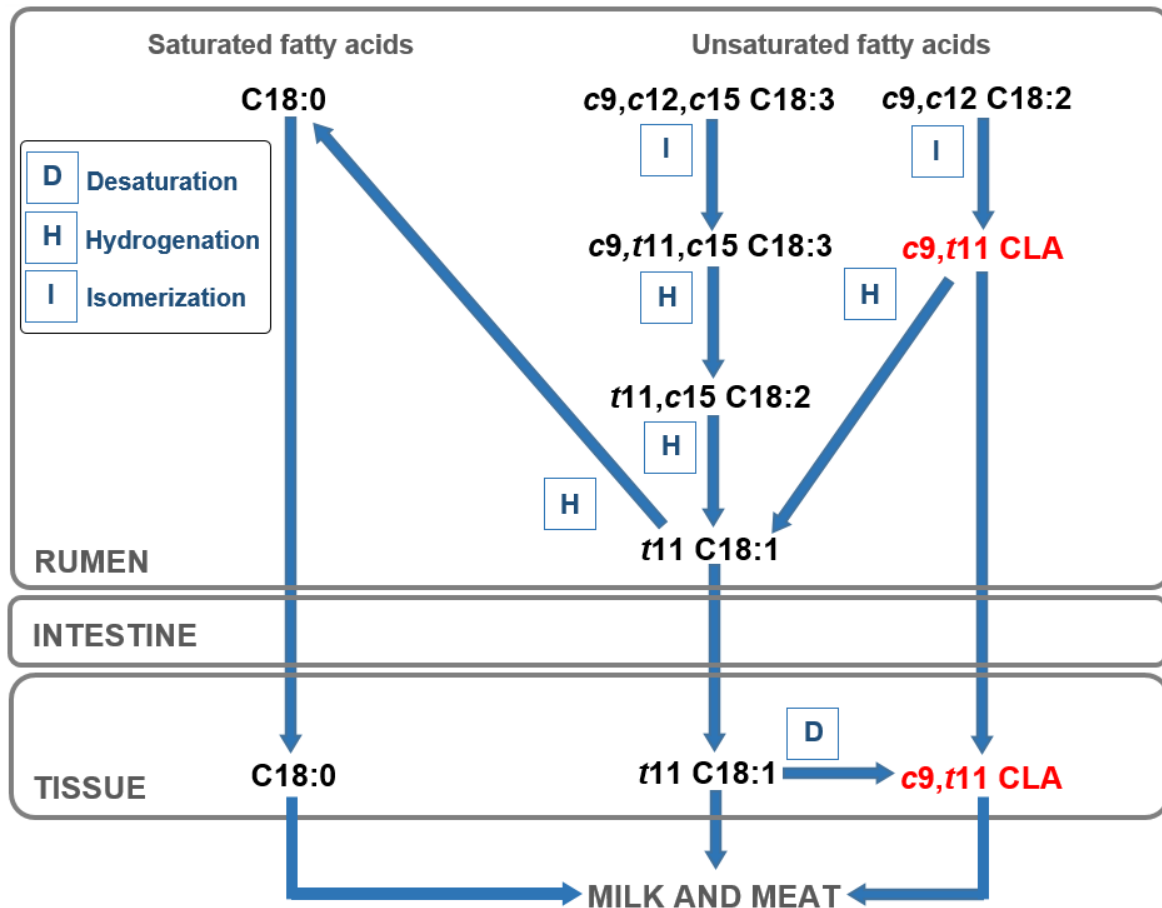 Saturated fatty acids
Unsaturated fatty acids
C18:0
c9,c12,c15 C18:3
c9,c12 C18:2
D Desaturation
H Hydrogenation
I Isomerization
I
I
c9,t11,c15 C18:3
c9,t11 CLA
H
H
t11,c15 C18:2
H
H
t11 C18:1
RUMEN
INTESTINE
D
C18:0
t11 C18:1
c9,t11 CLA
TISSUE
MILK AND MEAT